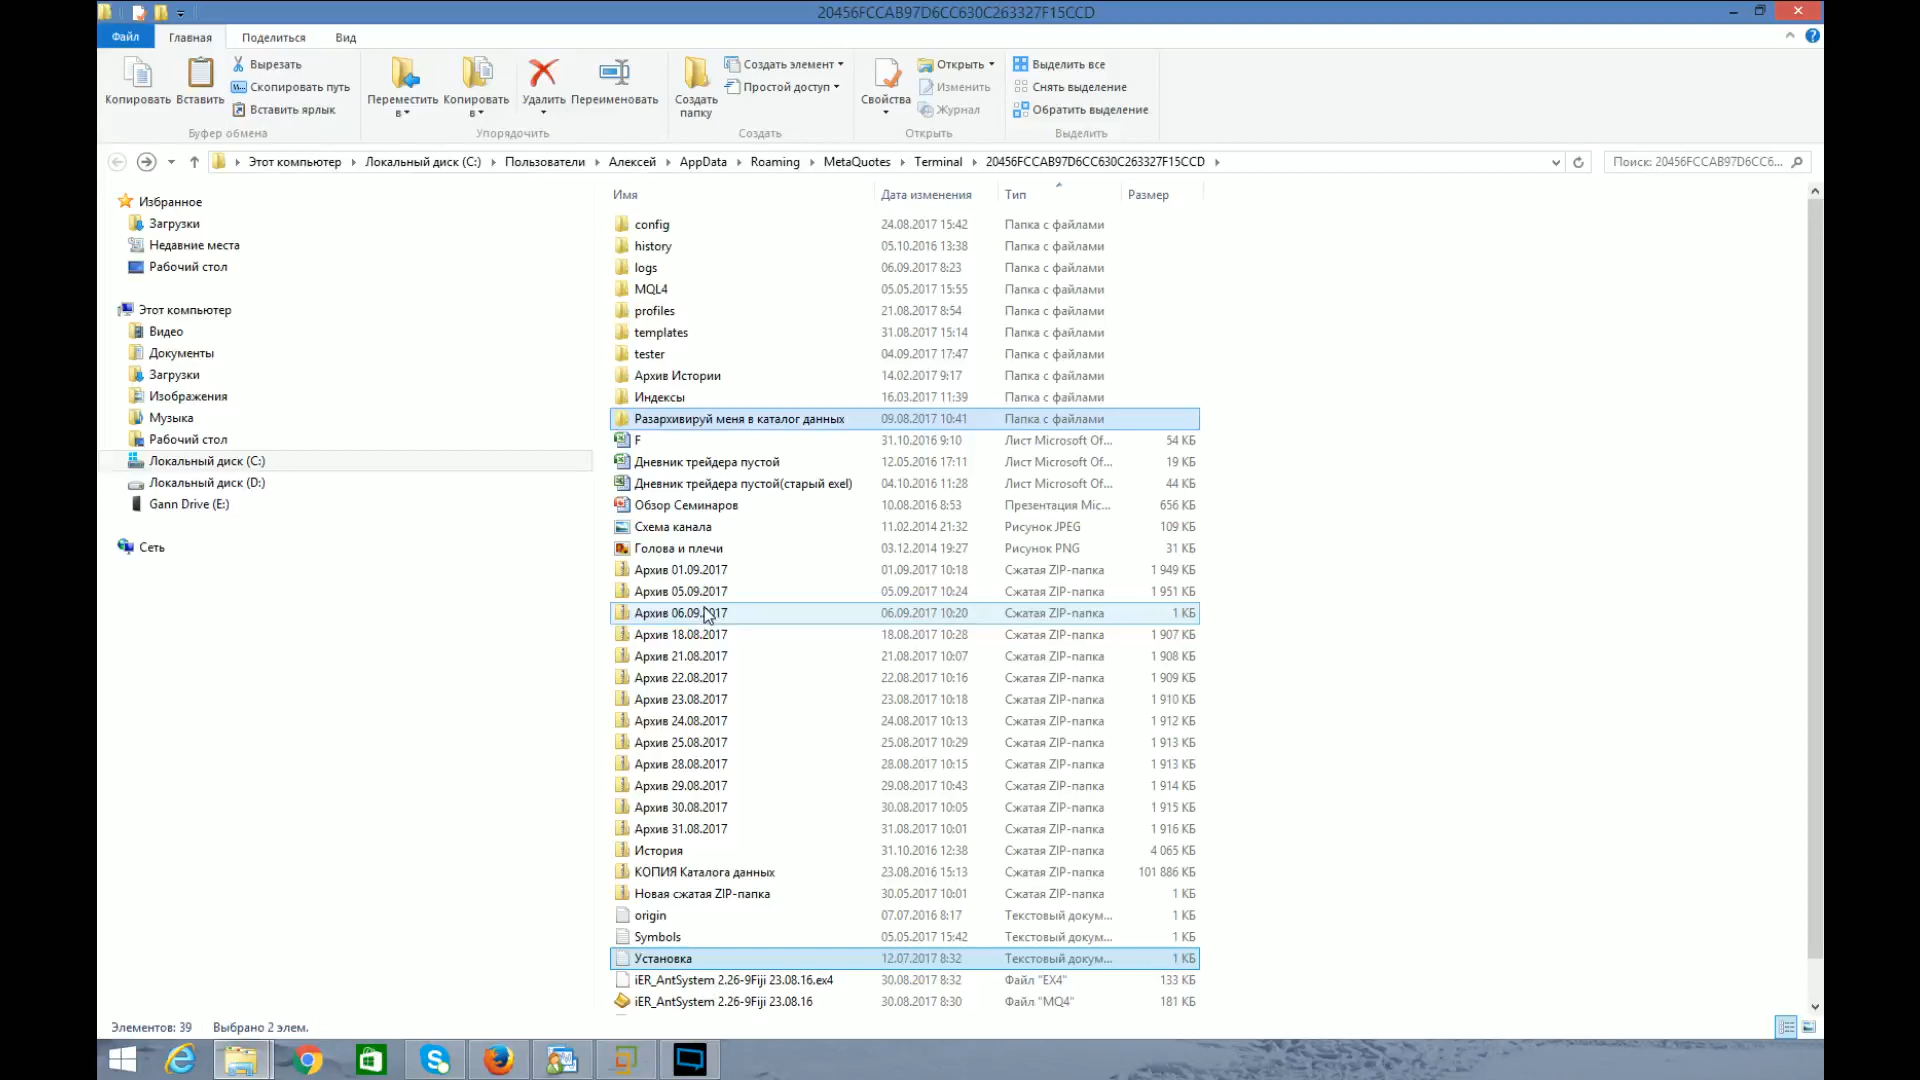 20456FCCAB97D6CC630C263327F15CCD
Файл Главная Поделиться Вид
Копировать Вставить Вырезать Скопировать путь Вставить ярлык
Буфер обмена
Переместить в Копировать в Удалить Переименовать
Упорядочить
Создать папку Создать элемент Простой доступ
Создать
Свойства Открыть Изменить Журнал
Открыть
Выделить все Снять выделение Обратить выделение
Выделить
Этот компьютер Локальный диск (C:) Пользователи Алексей AppData Roaming MetaQuotes Terminal 20456FCCAB97D6CC630C263327F15CCD
Поиск: 20456FCCAB97D6CC6...
Избранное
Загрузки
Недавние места
Рабочий стол
Этот компьютер
Видео
Документы
Загрузки
Изображения
Музыка
Рабочий стол
Локальный диск (C:)
Локальный диск (D:)
Gann Drive (E:)
Сеть
Имя Дата изменения Тип Размер
config 24.08.2017 15:42 Папка с файлами
history 05.10.2016 13:38 Папка с файлами
logs 06.09.2017 8:23 Папка с файлами
MQL4 05.05.2017 15:55 Папка с файлами
profiles 21.08.2017 8:54 Папка с файлами
templates 31.08.2017 15:14 Папка с файлами
tester 04.09.2017 17:47 Папка с файлами
Архив Истории 14.02.2017 9:17 Папка с файлами
Индексы 16.03.2017 11:39 Папка с файлами
Разархивируй меня в каталог данных 09.08.2017 10:41 Папка с файлами
F 31.10.2016 9:10 Лист Microsoft Of... 54 КБ
Дневник трейдера пустой 12.05.2016 17:11 Лист Microsoft Of... 19 КБ
Дневник трейдера пустой(старый exel) 04.10.2016 11:28 Лист Microsoft Of... 44 КБ
Обзор Семинаров 10.08.2016 8:53 Презентация Mic... 656 КБ
Схема канала 11.02.2014 21:32 Рисунок JPEG 109 КБ
Голова и плечи 03.12.2014 19:27 Рисунок PNG 31 КБ
Архив 01.09.2017 01.09.2017 10:18 Сжатая ZIP-папка 1 949 КБ
Архив 05.09.2017 05.09.2017 10:24 Сжатая ZIP-папка 1 951 КБ
Архив 06.09.2017 06.09.2017 10:20 Сжатая ZIP-папка 1 КБ
Архив 18.08.2017 18.08.2017 10:28 Сжатая ZIP-папка 1 907 КБ
Архив 21.08.2017 21.08.2017 10:07 Сжатая ZIP-папка 1 908 КБ
Архив 22.08.2017 22.08.2017 10:16 Сжатая ZIP-папка 1 909 КБ
Архив 23.08.2017 23.08.2017 10:18 Сжатая ZIP-папка 1 910 КБ
Архив 24.08.2017 24.08.2017 10:13 Сжатая ZIP-папка 1 912 КБ
Архив 25.08.2017 25.08.2017 10:29 Сжатая ZIP-папка 1 913 КБ
Архив 28.08.2017 28.08.2017 10:15 Сжатая ZIP-папка 1 913 КБ
Архив 29.08.2017 29.08.2017 10:43 Сжатая ZIP-папка 1 914 КБ
Архив 30.08.2017 30.08.2017 10:05 Сжатая ZIP-папка 1 915 КБ
Архив 31.08.2017 31.08.2017 10:01 Сжатая ZIP-папка 1 916 КБ
История 31.10.2016 12:38 Сжатая ZIP-папка 4 065 КБ
КОПИЯ Каталога данных 23.08.2016 15:13 Сжатая ZIP-папка 101 886 КБ
Новая сжатая ZIP-папка 30.05.2017 10:01 Сжатая ZIP-папка 1 КБ
origin 07.07.2016 8:17 Текстовый докум... 1 КБ
Symbols 05.05.2017 15:42 Текстовый докум... 1 КБ
Установка 12.07.2017 8:32 Текстовый докум... 1 КБ
iER_AntSystem 2.26-9Fiji 23.08.16.ex4 30.08.2017 8:32 Файл "EX4" 133 КБ
iER_AntSystem 2.26-9Fiji 23.08.16 30.08.2017 8:30 Файл "MQ4" 181 КБ
Элементов: 39 Выбрано 2 элем.